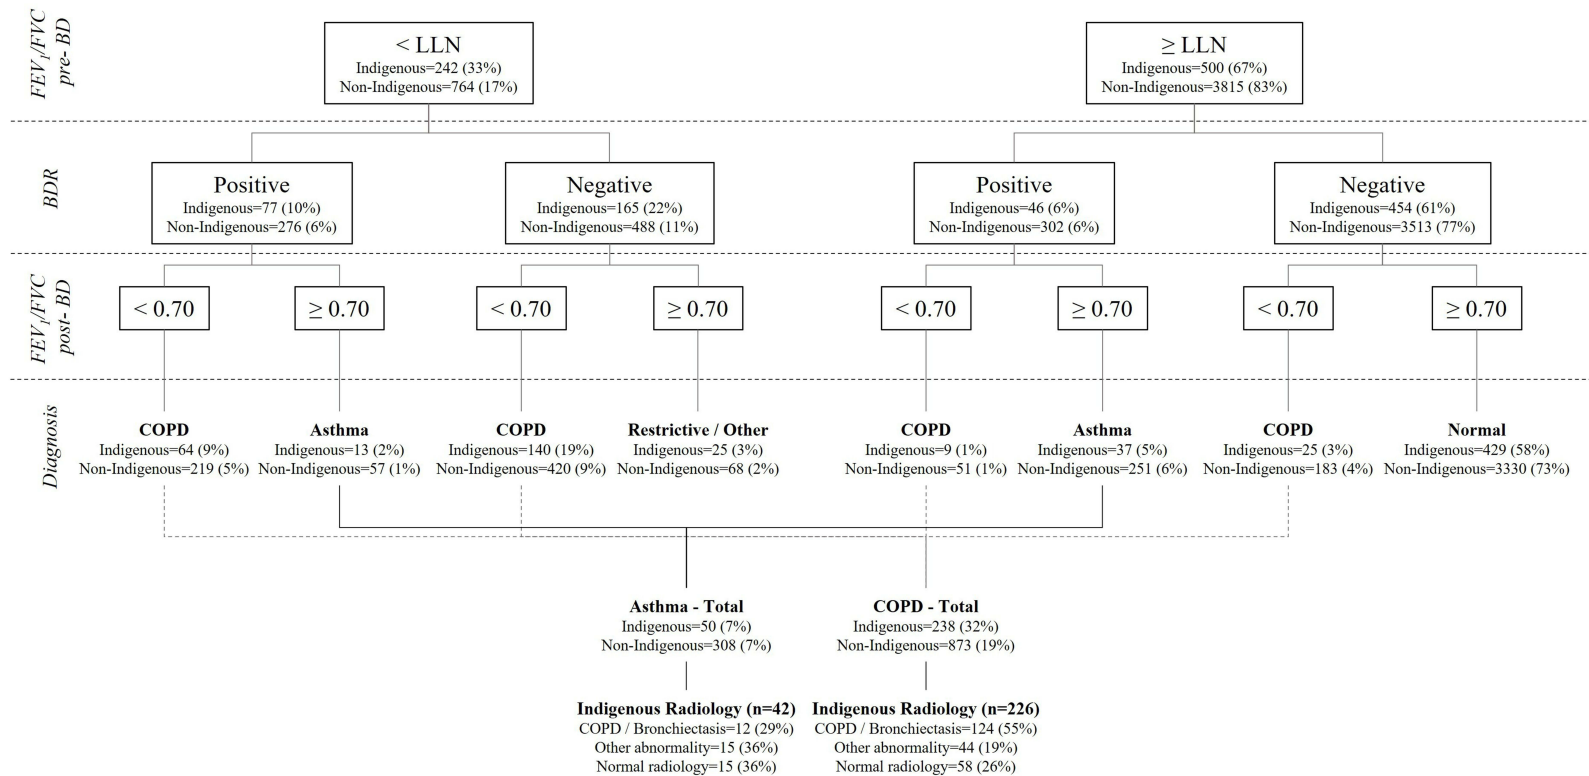 FEV1/FVC
pre- BD
< LLN
Indigenous=242 (33%)
Non-Indigenous=764 (17%)
≥ LLN
Indigenous=500 (67%)
Non-Indigenous=3815 (83%)
BDR
Positive
Indigenous=77 (10%)
Non-Indigenous=276 (6%)
Negative
Indigenous=165 (22%)
Non-Indigenous=488 (11%)
Positive
Indigenous=46 (6%)
Non-Indigenous=302 (6%)
Negative
Indigenous=454 (61%)
Non-Indigenous=3513 (77%)
FEV1/FVC
post- BD
< 0.70
≥ 0.70
< 0.70
≥ 0.70
< 0.70
≥ 0.70
< 0.70
≥ 0.70
Diagnosis
COPD
Indigenous=64 (9%)
Non-Indigenous=219 (5%)
Asthma
Indigenous=13 (2%)
Non-Indigenous=57 (1%)
COPD
Indigenous=140 (19%)
Non-Indigenous=420 (9%)
Restrictive / Other
Indigenous=25 (3%)
Non-Indigenous=68 (2%)
COPD
Indigenous=9 (1%)
Non-Indigenous=51 (1%)
Asthma
Indigenous=37 (5%)
Non-Indigenous=251 (6%)
COPD
Indigenous=25 (3%)
Non-Indigenous=183 (4%)
Normal
Indigenous=429 (58%)
Non-Indigenous=3330 (73%)
Asthma - Total
Indigenous=50 (7%)
Non-Indigenous=308 (7%)
COPD - Total
Indigenous=238 (32%)
Non-Indigenous=873 (19%)
Indigenous Radiology (n=42)
COPD / Bronchiectasis=12 (29%)
Other abnormality=15 (36%)
Normal radiology=15 (36%)
Indigenous Radiology (n=226)
COPD / Bronchiectasis=124 (55%)
Other abnormality=44 (19%)
Normal radiology=58 (26%)